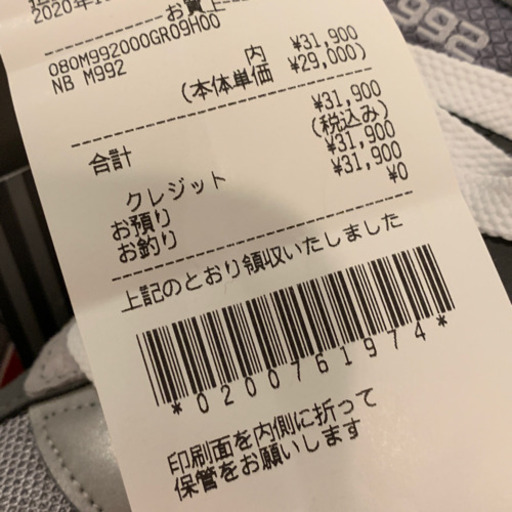 2020年1
お買上
080M992000GR09H00
NB M992
内 ¥31,900
(本体単価 ¥29,000)
合計 ¥31,900
(税込み)
クレジット ¥31,900
お預り ¥31,900
お釣り ¥0
上記のとおり領収いたしました
*0200761974*
印刷面を内側に折って
保管をお願いします
992